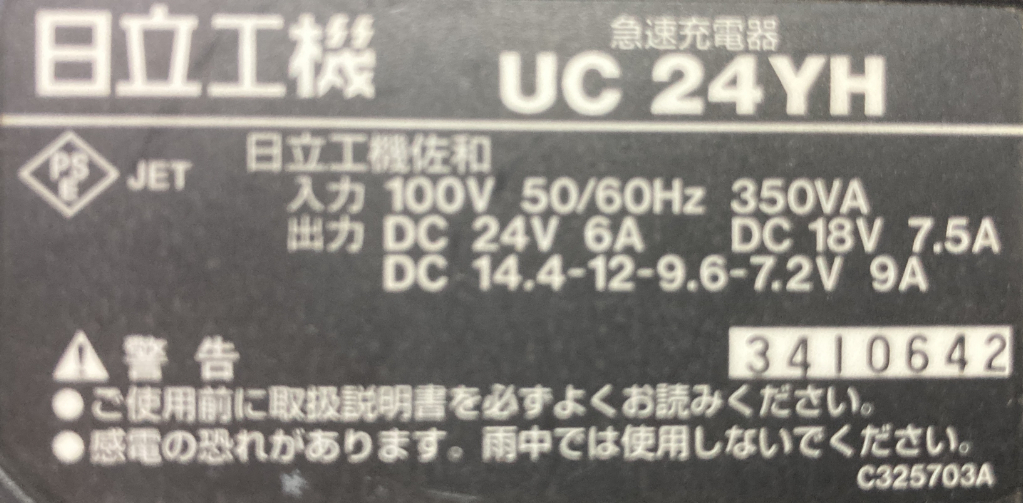 日立工機 急速充電器
UC 24YH
PSE JET 日立工機佐和
入力 100V 50/60Hz 350VA
出力 DC 24V 6A DC 18V 7.5A
DC 14.4-12-9.6-7.2V 9A
警告 3410642
●ご使用前に取扱説明書を必ずよくお読みください。
●感電の恐れがあります。雨中では使用しないでください。
C325703A